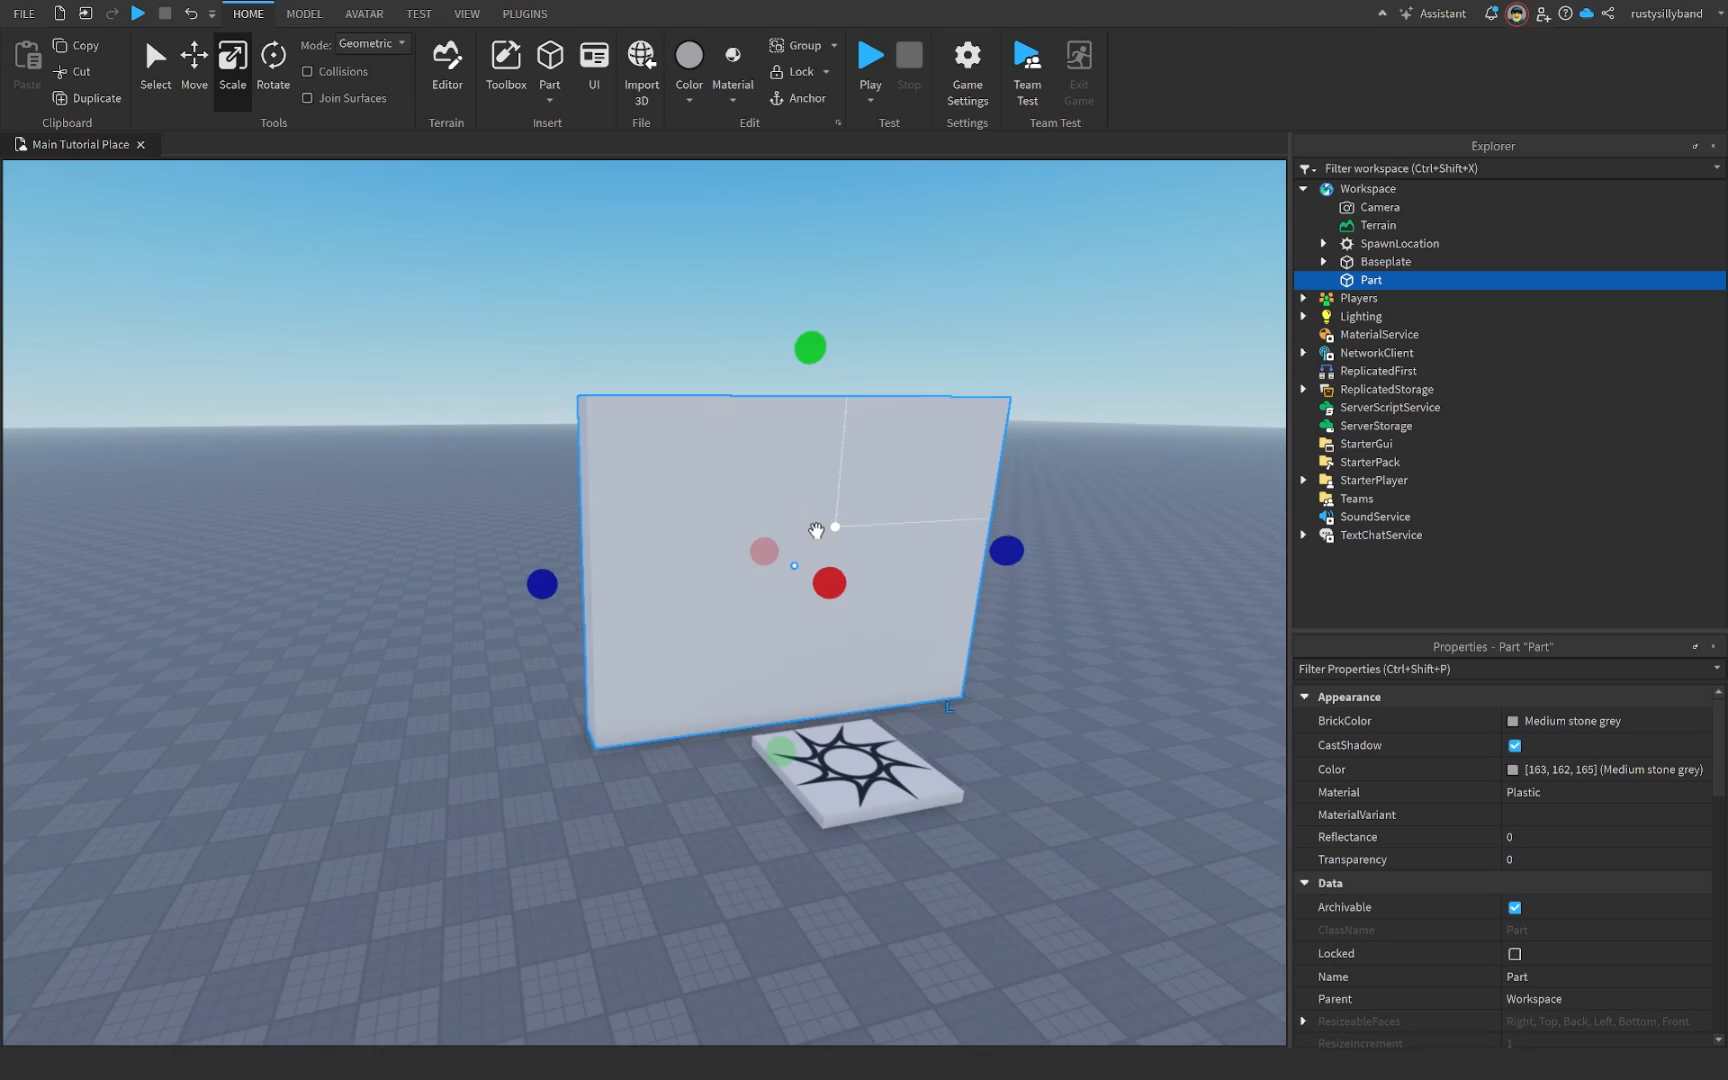 FILE HOME MODEL AVATAR TEST VIEW PLUGINS Assistant rustysillyband
Paste Copy Cut Duplicate
Clipboard
Select Move Scale Rotate Mode: Geometric
Collisions
Join Surfaces
Tools
Editor
Terrain
Toolbox Part UI
Insert
Import 3D
File
Color Material Group
Lock
Anchor
Edit
Play Stop
Test
Game Settings
Settings
Team Test Exit Game
Team Test
Main Tutorial Place
L
Explorer
Filter workspace (Ctrl+Shift+X)
Workspace
Camera
Terrain
SpawnLocation
Baseplate
Part
Players
Lighting
MaterialService
NetworkClient
ReplicatedFirst
ReplicatedStorage
ServerScriptService
ServerStorage
StarterGui
StarterPack
StarterPlayer
Teams
SoundService
TextChatService
Properties - Part "Part"
Filter Properties (Ctrl+Shift+P)
Appearance
BrickColor Medium stone grey
CastShadow
Color [163, 162, 165] (Medium stone grey)
Material Plastic
MaterialVariant
Reflectance 0
Transparency 0
Data
Archivable
ClassName Part
Locked
Name Part
Parent Workspace
ResizeableFaces Right, Top, Back, Left, Bottom, Front
ResizeIncrement 1